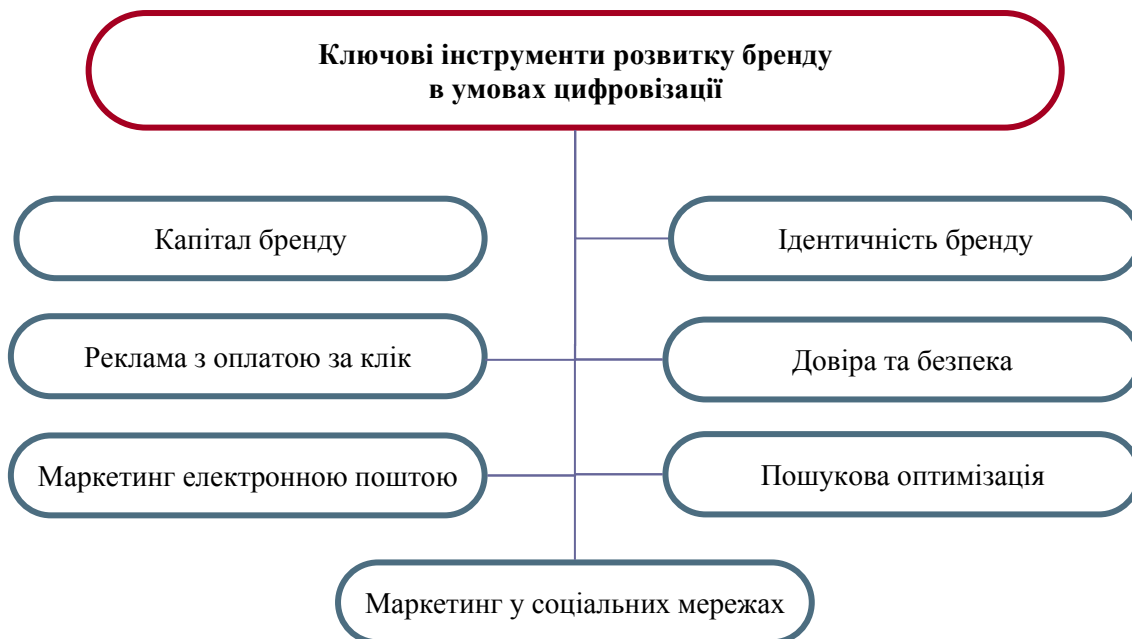 Ключові інструменти розвитку бренду
в умовах цифровізації
Капітал бренду
Ідентичність бренду
Реклама з оплатою за клік
Довіра та безпека
Маркетинг електронною поштою
Пошукова оптимізація
Маркетинг у соціальних мережах